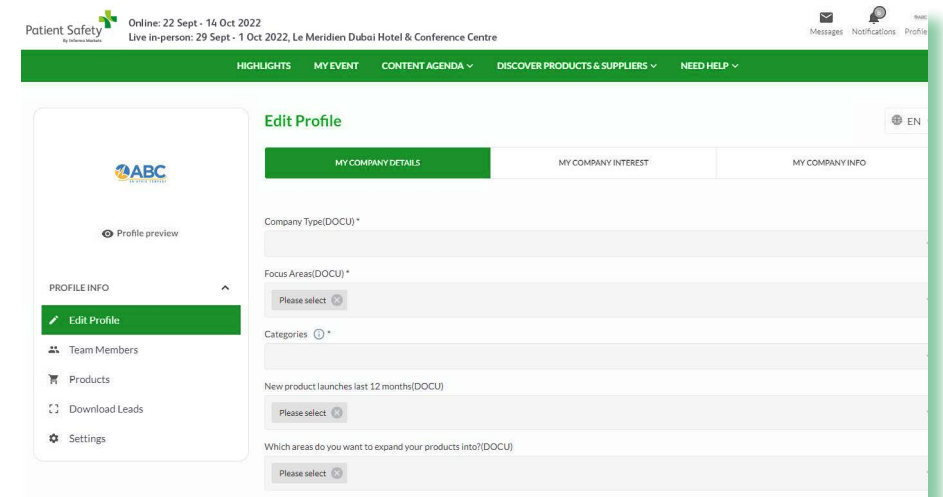 Patient Safety
By Informa Markets
Online: 22 Sept - 14 Oct 2022
Live in-person: 29 Sept - 1 Oct 2022, Le Meridien Dubai Hotel & Conference Centre
Messages
Notifications
Profile
HIGHLIGHTS
MY EVENT
CONTENT AGENDA
DISCOVER PRODUCTS & SUPPLIERS
NEED HELP
ABC
Profile preview
PROFILE INFO
Edit Profile
Team Members
Products
Download Leads
Settings
Edit Profile
EN
MY COMPANY DETAILS
MY COMPANY INTEREST
MY COMPANY INFO
Company Type(DOCU) *
Focus Areas(DOCU) *
Please select
Categories *
New product launches last 12 months(DOCU)
Please select
Which areas do you want to expand your products into?(DOCU)
Please select